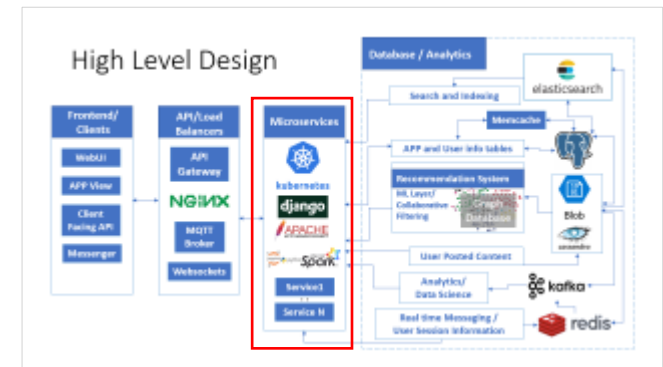 High Level Design
Frontend/
Clients
WebUI
APP View
Client
Facing API
Messenger
API/Load
Balancers
API
Gateway
NGINX
MQTT
Broker
Websockets
Microservices
kubernetes
django
APACHE
Spark
Service1
Service N
Database / Analytics
elasticsearch
Search and Indexing
Memcache
APP and User info tables
Recommendation System
ML Layer/
Collaborative
Filtering
Graph
Database
Blob
cassandra
User Posted Content
Analytics/
Data Science
kafka
Real time Messaging /
User Session Information
redis